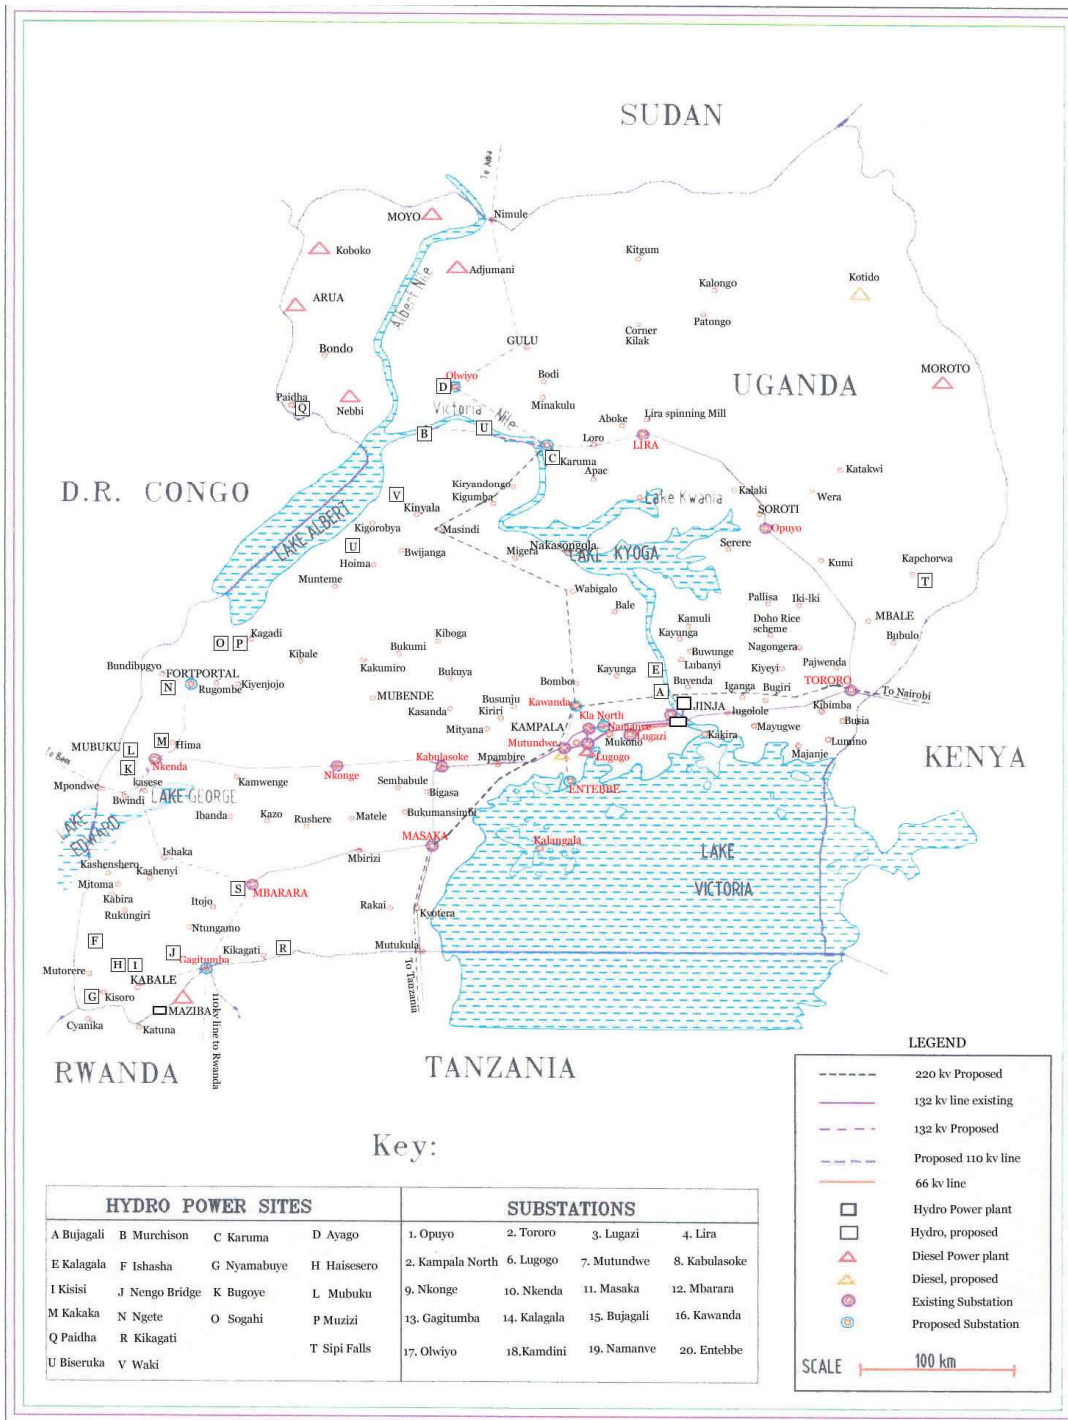 SUDAN
To Juba
MOYO
Nimule
Koboko
Adjumani
Kitgum
Kalongo
Kotido
ARUA
Albert Nile
Patongo
Corner
Kilak
Bondo
GULU
Olwiyo
D
Bodi
UGANDA
MOROTO
Paidha
Q
Nebbi
Victoria Nile
Minakulu
B
U
Aboke
Lira spinning Mill
LIRA
Loro
C
Karuma
Apac
Katakwi
D.R. CONGO
Kiryandongo
Kigumba
V
Kinyala
Lake Kwania
Kalaki
Wera
SOROTI
Opuyo
LAKE ALBERT
Kigorobya
Masindi
U
Hoima
Bwijanga
Migera
Nakasongola
LAKE KYOGA
Serere
Kumi
Kapchorwa
T
Munteme
Wabigalo
Bale
Pallisa
Iki-Iki
Kamuli
Doho Rice
scheme
MBALE
Bubulo
O
P
Kagadi
Kiboga
Bukumi
Kayunga
Buwunge
Nagongera
Kibale
Kakumiro
Lubanyi
Bundibugyo
FORTPORTAL
N
Rugombe
Kiyenjojo
Bukuya
Bombo
Kayunga
E
Buyenda
Kiyeyi
Pajwenda
TORORO
To Nairobi
MUBENDE
Kasanda
Busunju
Kiriri
Kawanda
A
JINJA
Iganga
Bugiri
Kibimba
Busia
Kla North
Namanve
lugolole
Mityana
KAMPALA
Mutundwe
Mukono
Lugazi
Kakira
Mayugwe
Lumino
Majanje
KENYA
M
Hima
MUBUKU
L
K
Nkenda
Nkonge
Kabulasoke
Mpambire
Lugogo
Mpondwe
kasese
Bwindi
LAKE GEORGE
Kamwenge
Sembabule
Bigasa
ENTEBBE
LAKE
EDWARD
Ibanda
Kazo
Rushere
Matele
Bukumansimbi
MASAKA
Kalangala
LAKE
VICTORIA
Ishaka
Mbirizi
Kashenshero
Kashenyi
Mitoma
S
MBARARA
Kabira
Rukungiri
Itojo
Rakai
Kyotera
Ntungamo
F
J
Kikagati
R
Mutukula
Gagitumba
H
I
Mutorere
KABALE
G
Kisoro
MAZIBA
Cyanika
Katuna
110kv line to Rwanda
To Tanzania
RWANDA
TANZANIA
Key:
HYDRO POWER SITES
A Bujagali B Murchison C Karuma D Ayago
E Kalagala F Ishasha G Nyamabuye H Haisesero
I Kisisi J Nengo Bridge K Bugoye L Mubuku
M Kakaka N Ngete O Sogahi P Muzizi
Q Paidha R Kikagati T Sipi Falls
U Biseruka V Waki
SUBSTATIONS
1. Opuyo 2. Tororo 3. Lugazi 4. Lira
2. Kampala North 6. Lugogo 7. Mutundwe 8. Kabulasoke
9. Nkonge 10. Nkenda 11. Masaka 12. Mbarara
13. Gagitumba 14. Kalagala 15. Bujagali 16. Kawanda
17. Olwiyo 18.Kamdini 19. Namanve 20. Entebbe
LEGEND
220 kv Proposed
132 kv line existing
132 kv Proposed
Proposed 110 kv line
66 kv line
Hydro Power plant
Hydro, proposed
Diesel Power plant
Diesel, proposed
Existing Substation
Proposed Substation
SCALE 100 km